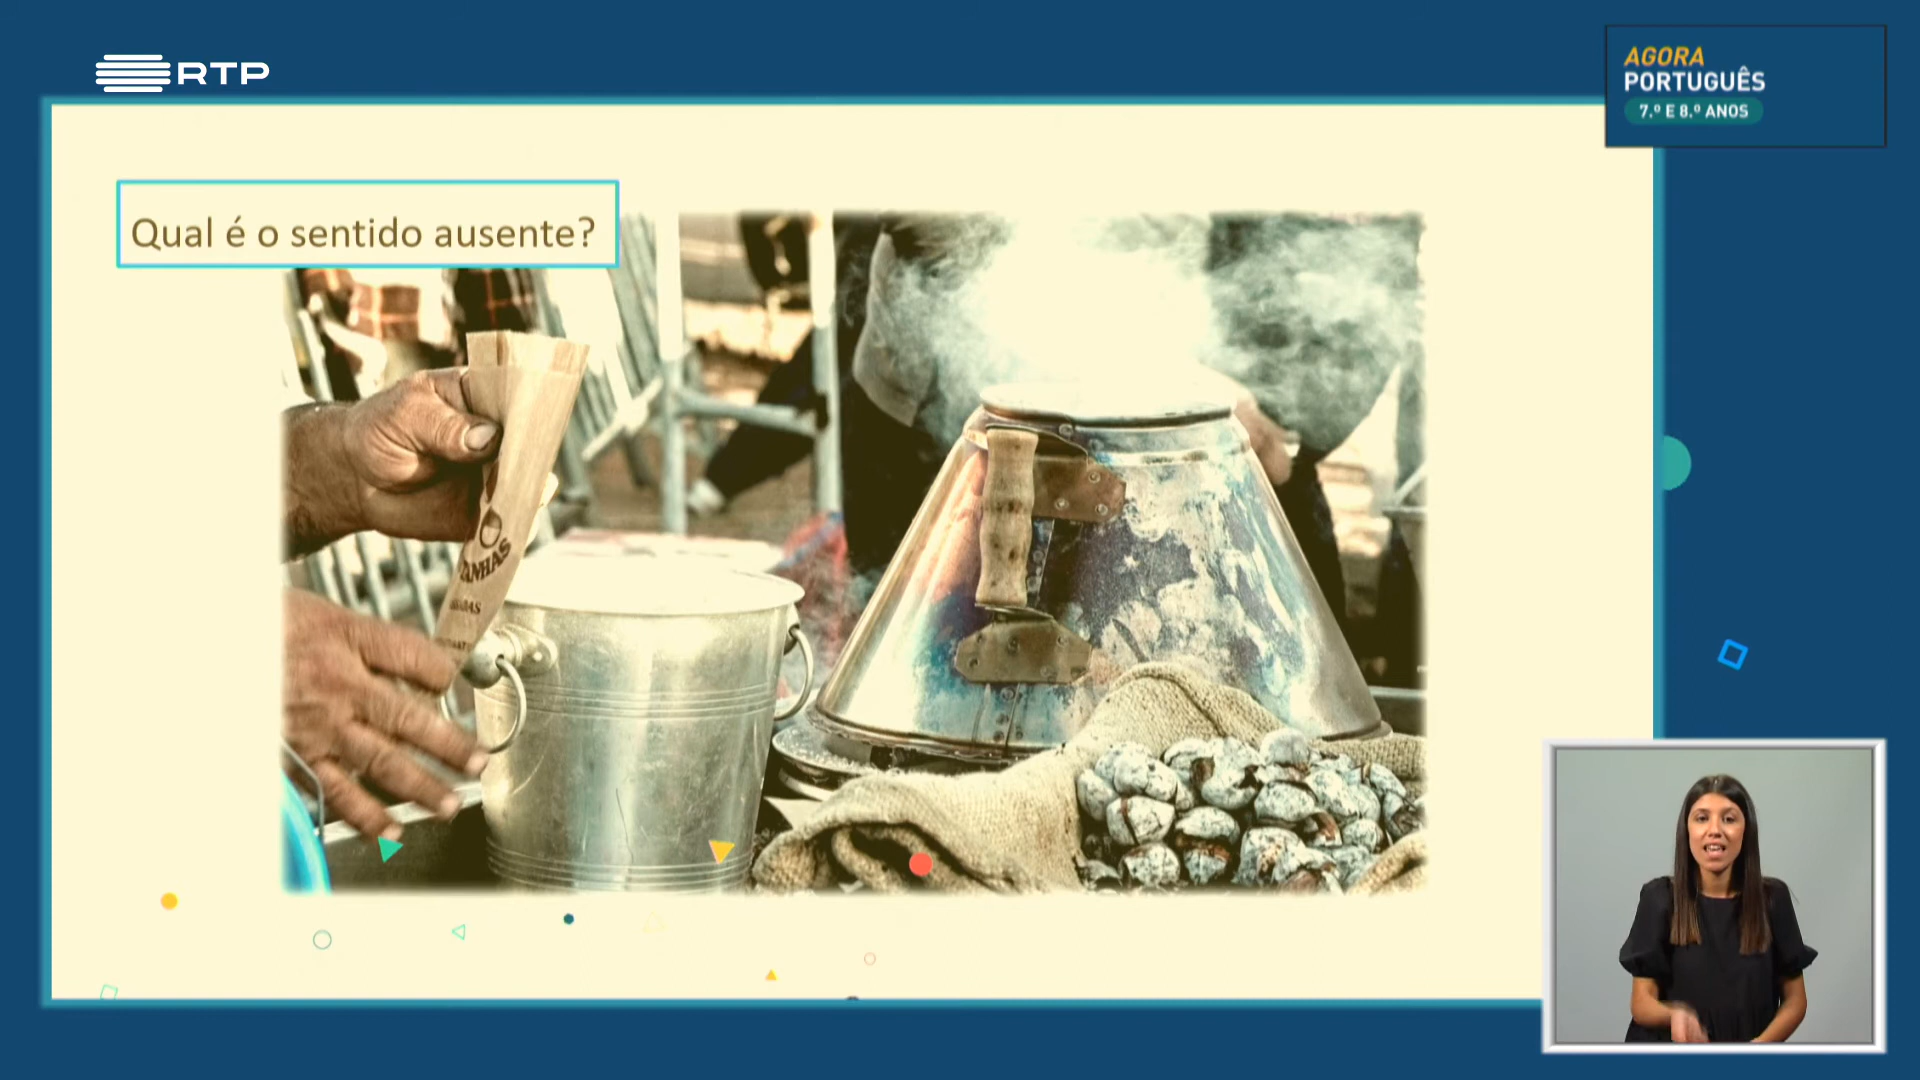 RTP
AGORA
PORTUGUÊS
7.º E 8.º ANOS
Qual é o sentido ausente?